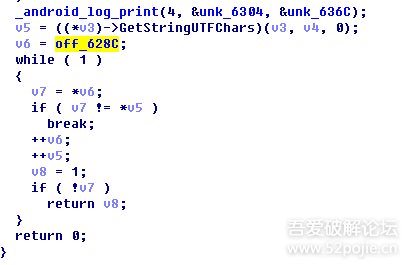 _android_log_print(4, &unk_6304, &unk_636C);
v5 = ((*v3)->GetStringUTFChars)(v3, v4, 0);
v6 = off_628C;
while ( 1 )
{
v7 = *v6;
if ( v7 != *v5 )
break;
++v6;
++v5;
v8 = 1;
if ( !v7 )
return v8;
}
return 0;
}
吾爱破解论坛
www.52pojie.cn